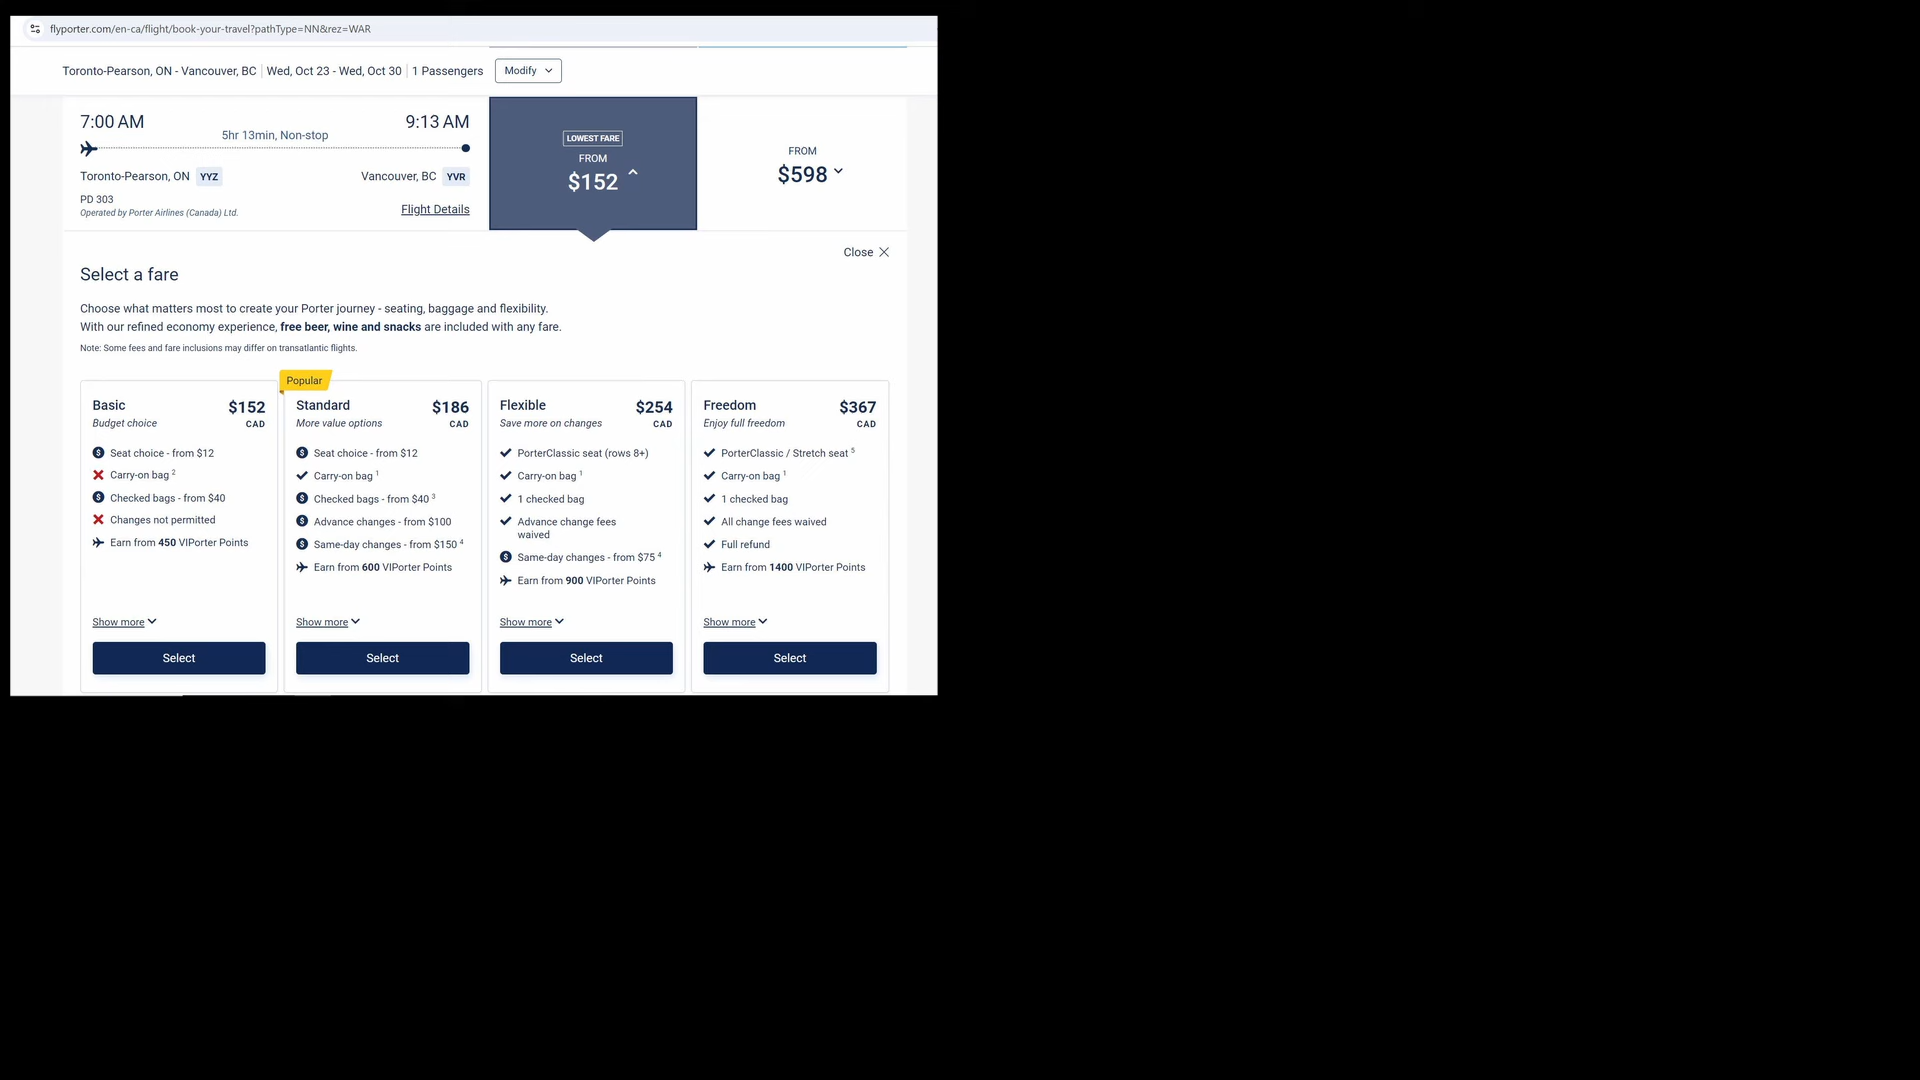 flyporter.com/en-ca/flight/book-your-travel?pathType=NN&rez=WAR
Toronto-Pearson, ON - Vancouver, BC | Wed, Oct 23 - Wed, Oct 30 | 1 Passengers Modify
7:00 AM 5hr 13min, Non-stop 9:13 AM
Toronto-Pearson, ON YYZ Vancouver, BC YVR
PD 303
Operated by Porter Airlines (Canada) Ltd.
Flight Details
LOWEST FARE
FROM
$152
FROM
$598
Close
Select a fare
Choose what matters most to create your Porter journey - seating, baggage and flexibility.
With our refined economy experience, free beer, wine and snacks are included with any fare.
Note: Some fees and fare inclusions may differ on transatlantic flights.
Basic $152
Budget choice CAD
Seat choice - from $12
Carry-on bag 2
Checked bags - from $40
Changes not permitted
Earn from 450 VIPorter Points
Show more
Select
Popular
Standard $186
More value options CAD
Seat choice - from $12
Carry-on bag 1
Checked bags - from $40 3
Advance changes - from $100
Same-day changes - from $150 4
Earn from 600 VIPorter Points
Show more
Select
Flexible $254
Save more on changes CAD
PorterClassic seat (rows 8+)
Carry-on bag 1
1 checked bag
Advance change fees
waived
Same-day changes - from $75 4
Earn from 900 VIPorter Points
Show more
Select
Freedom $367
Enjoy full freedom CAD
PorterClassic / Stretch seat 5
Carry-on bag 1
1 checked bag
All change fees waived
Full refund
Earn from 1400 VIPorter Points
Show more
Select